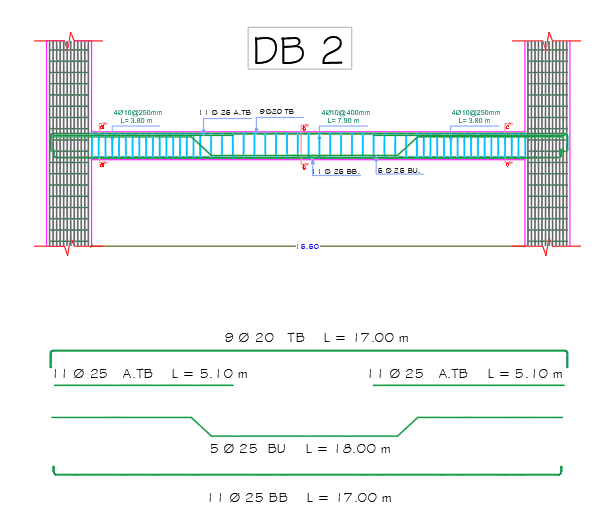 DB 2
4Ø10@250mm
L= 3.80 m
11 Ø 25 A.TB
9Ø20 TB
4Ø10@400mm
L= 7.90 m
4Ø10@250mm
L= 3.80 m
11 Ø 25 BB.
5 Ø 25 BU.
15.50
9 Ø 20 TB L = 17.00 m
11 Ø 25 A.TB L = 5.10 m
11 Ø 25 A.TB L = 5.10 m
5 Ø 25 BU L = 18.00 m
11 Ø 25 BB L = 17.00 m